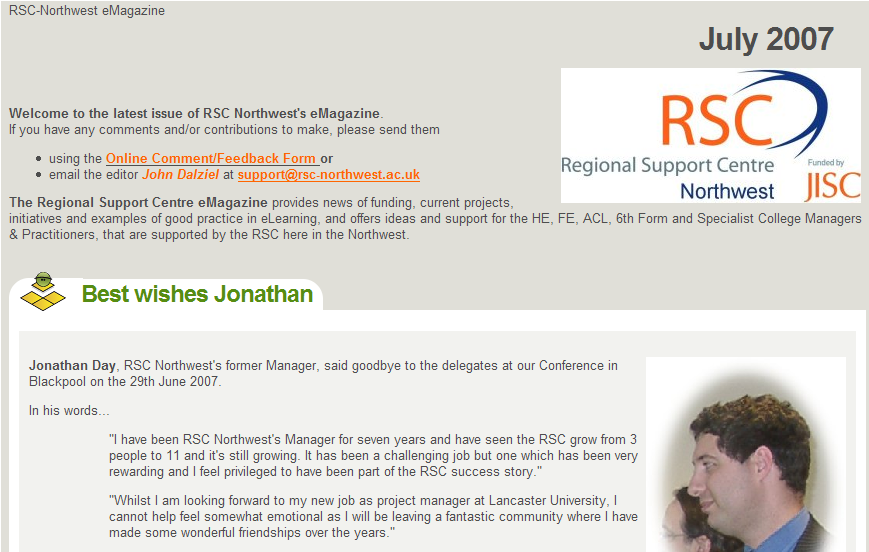 RSC-Northwest eMagazine
July 2007
RSC
Regional Support Centre
Northwest
Funded by
JISC
Welcome to the latest issue of RSC Northwest's eMagazine.
If you have any comments and/or contributions to make, please send them
using the Online Comment/Feedback Form or
email the editor John Dalziel at support@rsc-northwest.ac.uk
The Regional Support Centre eMagazine provides news of funding, current projects,
initiatives and examples of good practice in eLearning, and offers ideas and support for the HE, FE, ACL, 6th Form and Specialist College Managers
& Practitioners, that are supported by the RSC here in the Northwest.
Best wishes Jonathan
Jonathan Day, RSC Northwest's former Manager, said goodbye to the delegates at our Conference in
Blackpool on the 29th June 2007.
In his words...
"I have been RSC Northwest's Manager for seven years and have seen the RSC grow from 3
people to 11 and it's still growing. It has been a challenging job but one which has been very
rewarding and I feel privileged to have been part of the RSC success story."
"Whilst I am looking forward to my new job as project manager at Lancaster University, I
cannot help feel somewhat emotional as I will be leaving a fantastic community where I have
made some wonderful friendships over the years."